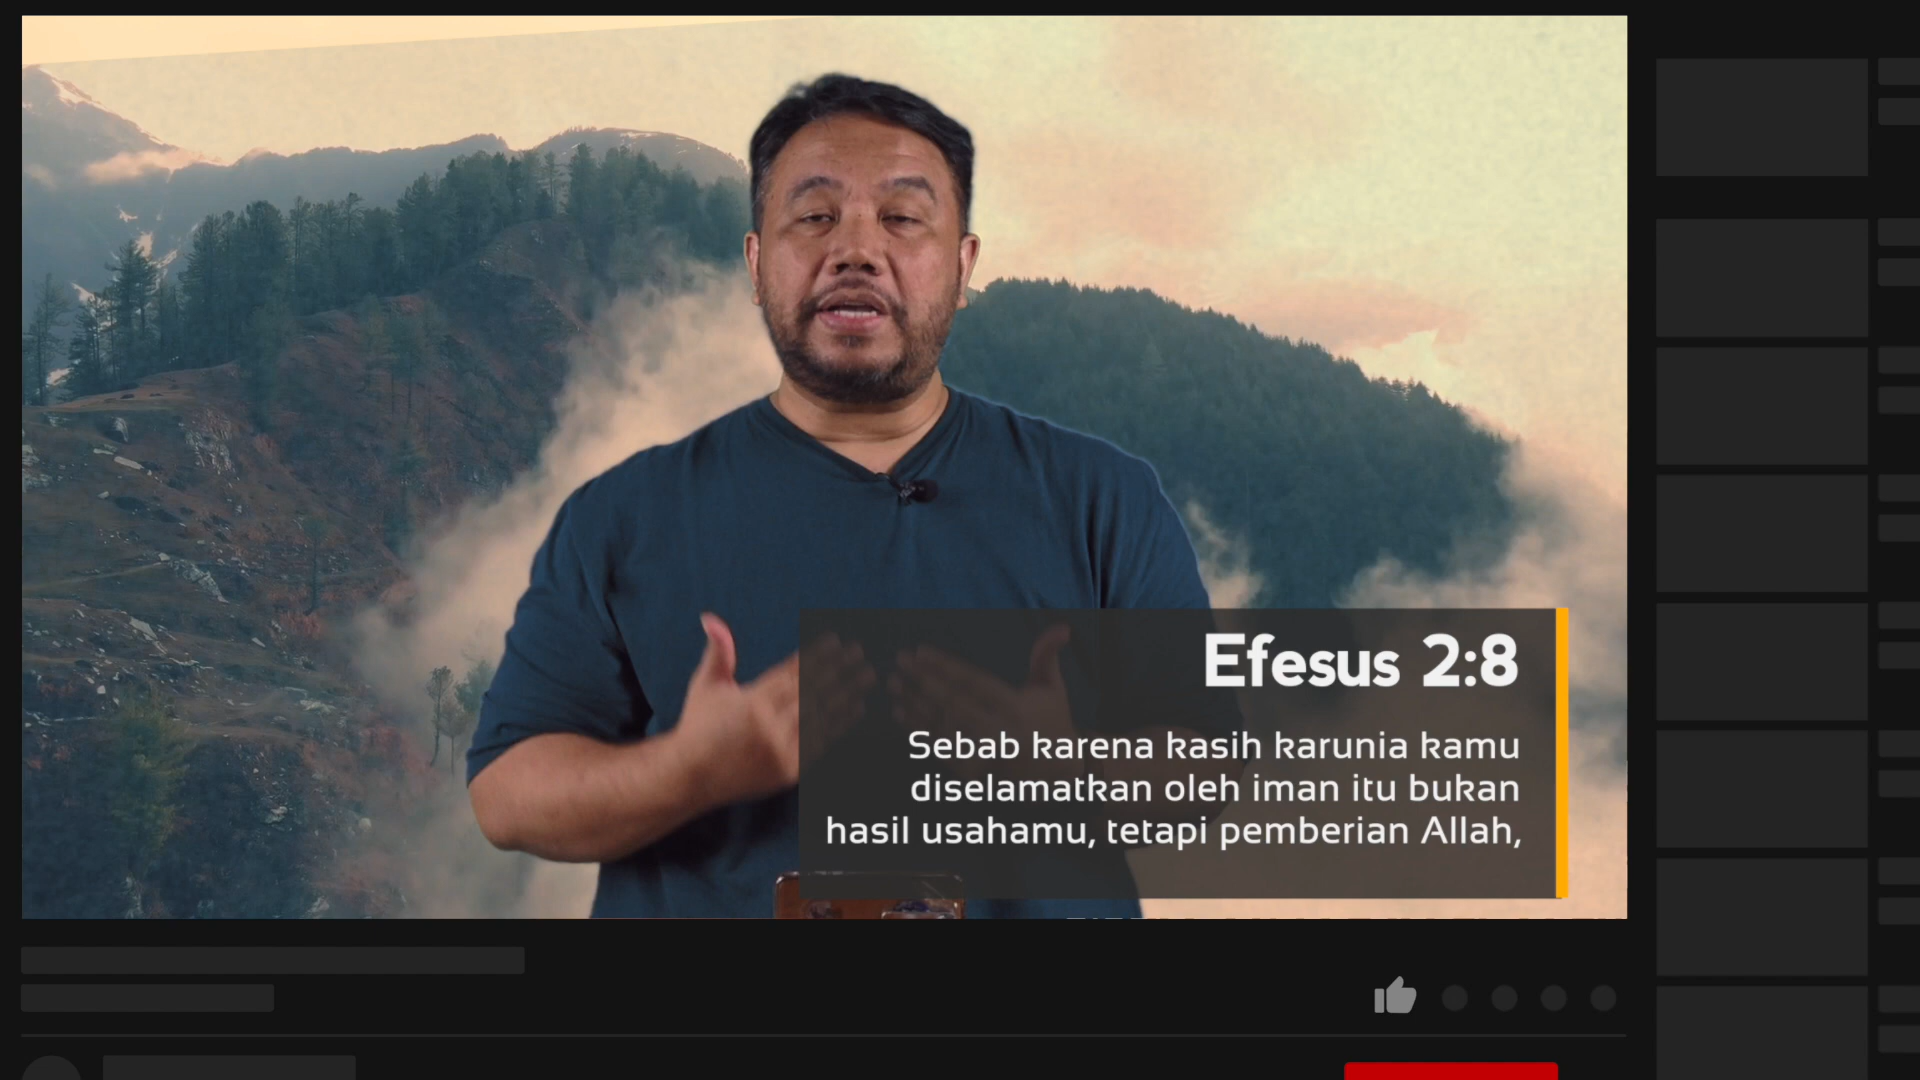 Efesus 2:8
Sebab karena kasih karunia kamu
diselamatkan oleh iman itu bukan
hasil usahamu, tetapi pemberian Allah,